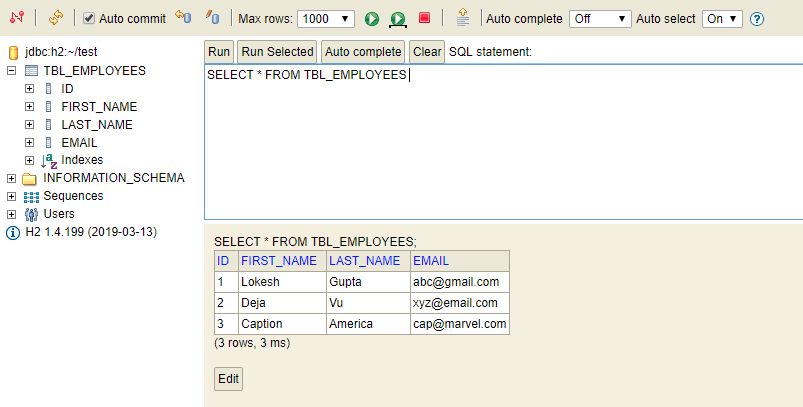 Auto commit Max rows: 1000 Auto complete Off Auto select On ?
jdbc:h2:~/test
TBL_EMPLOYEES
ID
FIRST_NAME
LAST_NAME
EMAIL
Indexes
INFORMATION_SCHEMA
Sequences
Users
H2 1.4.199 (2019-03-13)
Run Run Selected Auto complete Clear SQL statement:
SELECT * FROM TBL_EMPLOYEES
SELECT * FROM TBL_EMPLOYEES;
ID FIRST_NAME LAST_NAME EMAIL
1 Lokesh Gupta abc@gmail.com
2 Deja Vu xyz@email.com
3 Caption America cap@marvel.com
(3 rows, 3 ms)
Edit